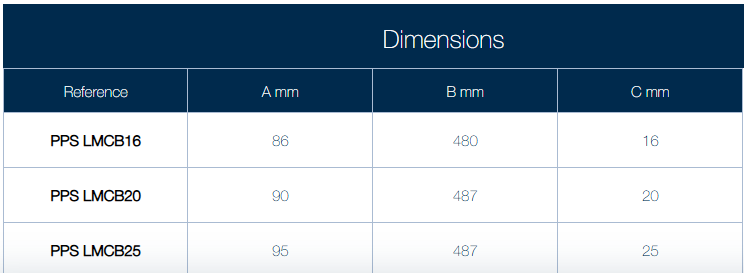 Dimensions
Reference A mm B mm C mm
PPS LMCB16 86 480 16
PPS LMCB20 90 487 20
PPS LMCB25 95 487 25